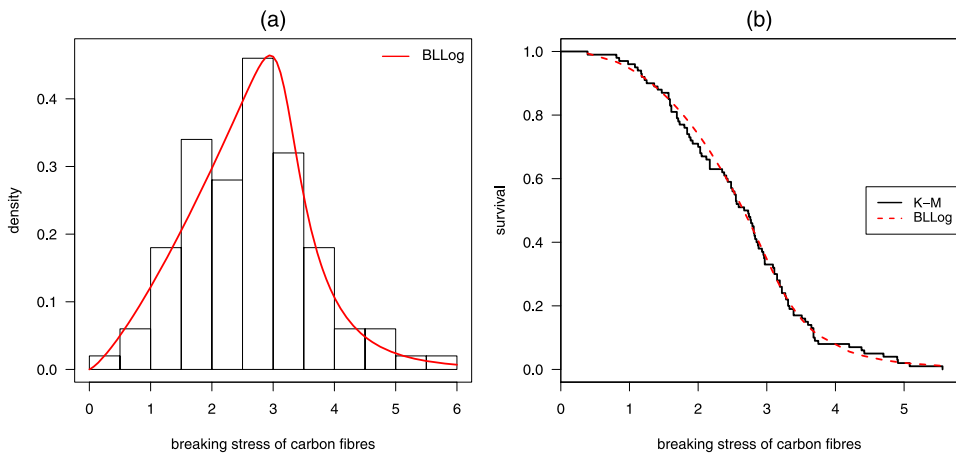 (a)
density
0.0
0.1
0.2
0.3
0.4
0 1 2 3 4 5 6
breaking stress of carbon fibres
BLLog
(b)
survival
0.0
0.2
0.4
0.6
0.8
1.0
0 1 2 3 4 5
breaking stress of carbon fibres
K−M
BLLog